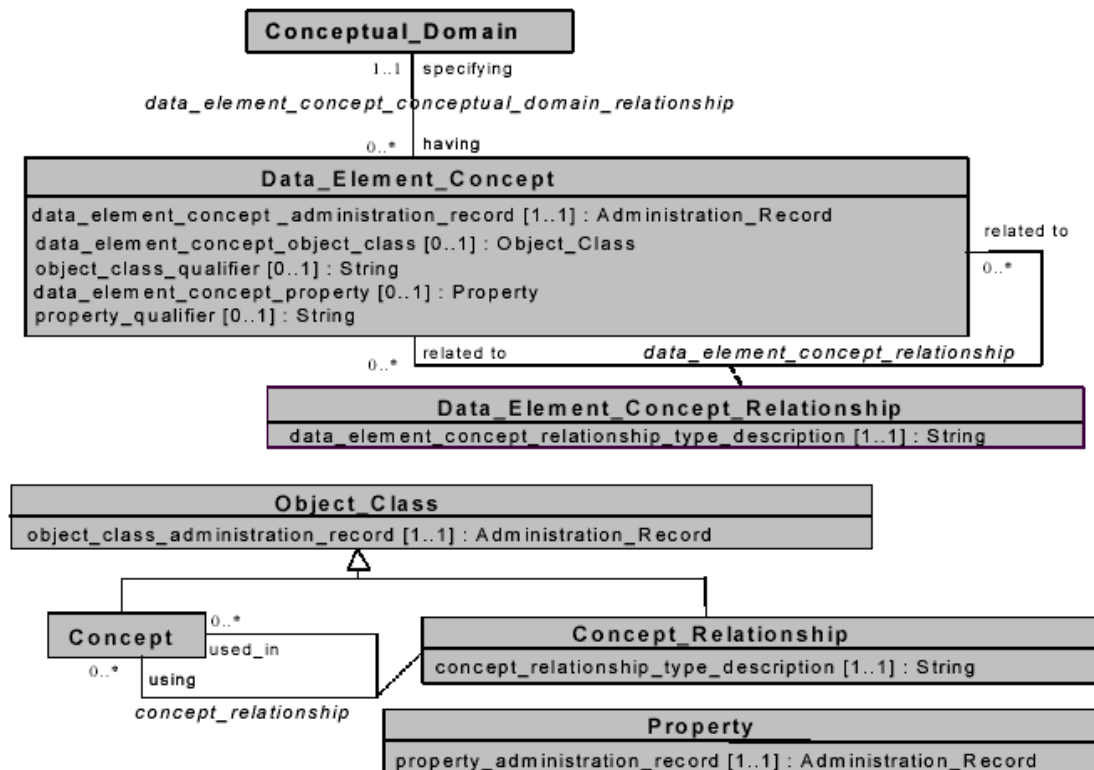 Conceptual_Domain
1..1 specifying
data_element_concept_conceptual_domain_relationship
0..* having
Data_Element_Concept
data_element_concept _administration_record [1..1] : Administration_Record
data_element_concept_object_class [0..1] : Object_Class
object_class_qualifier [0..1] : String
data_element_concept_property [0..1] : Property
property_qualifier [0..1] : String
related to
0..*
0..* related to data_element_concept_relationship
Data_Element_Concept_Relationship
data_element_concept_relationship_type_description [1..1] : String
Object_Class
object_class_administration_record [1..1] : Administration_Record
Concept
0..*
used_in
0..* using
concept_relationship
Concept_Relationship
concept_relationship_type_description [1..1] : String
Property
property_administration_record [1..1] : Administration_Record